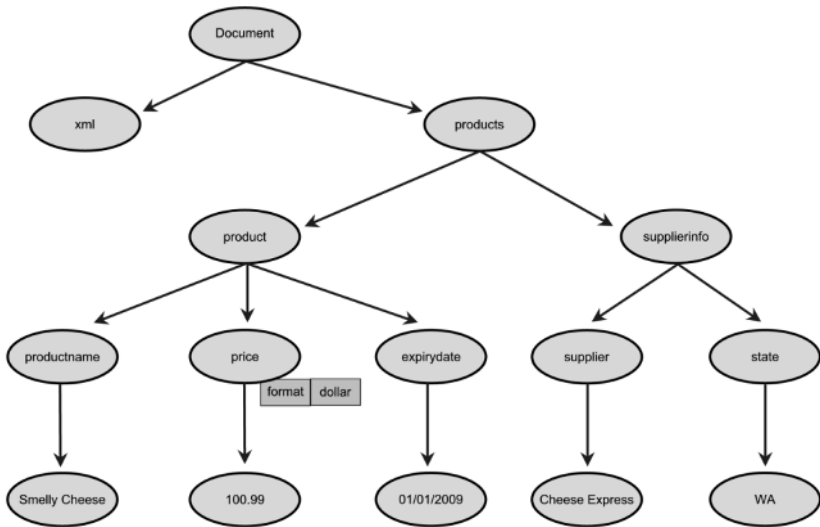 Document
xml
products
product
supplierinfo
productname
price
expirydate
supplier
state
format dollar
Smelly Cheese
100.99
01/01/2009
Cheese Express
WA